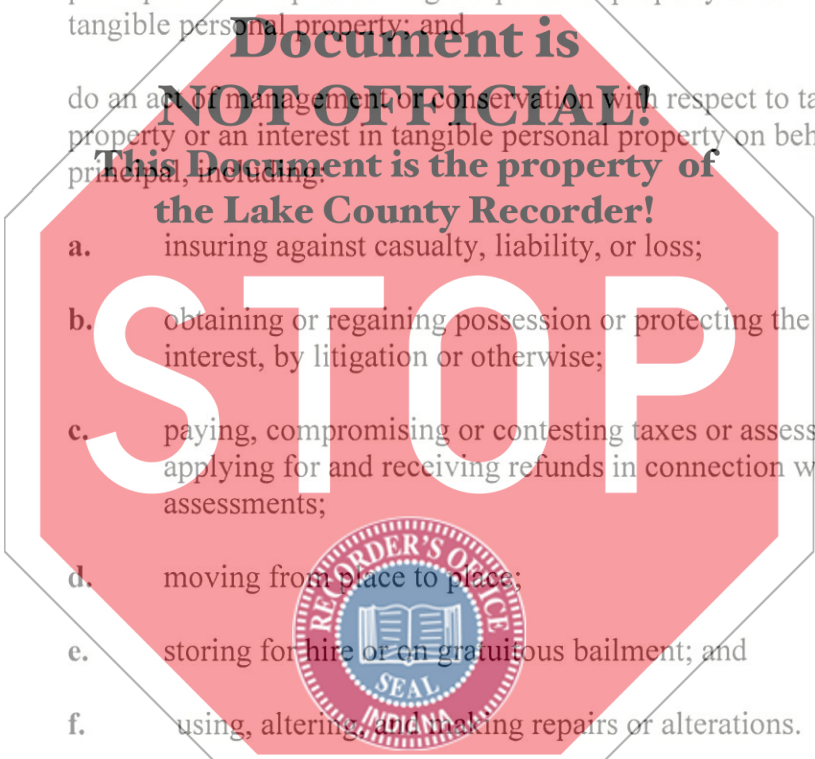 tangible personal property; and
Document is
NOT OFFICIAL!
do an act of management or conservation with respect to ta
property or an interest in tangible personal property on beh
This Document is the property of
principal, including:
the Lake County Recorder!
a. insuring against casualty, liability, or loss;
b. obtaining or regaining possession or protecting the
interest, by litigation or otherwise;
STOP
c. paying, compromising or contesting taxes or assess
applying for and receiving refunds in connection w
assessments;
d. moving from place to place;
RECORDER'S OFFICE
SEAL
INDIANA
e. storing for hire or on gratuitous bailment; and
f. using, altering, and making repairs or alterations.